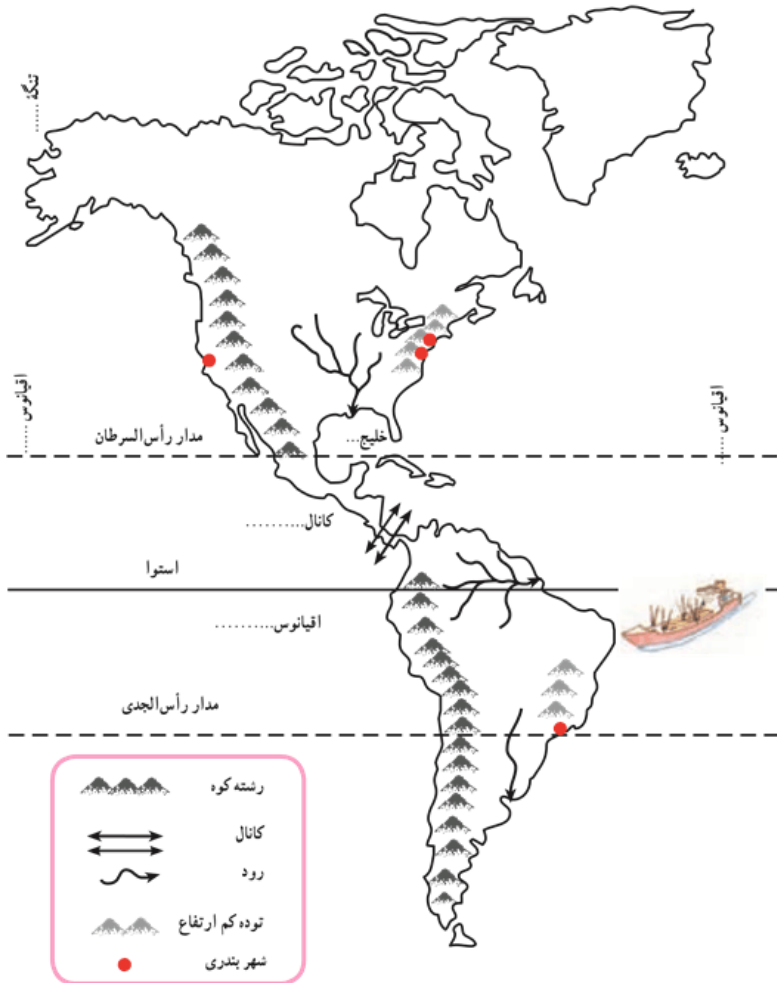 تنگهٔ ......
اقیانوس ......
اقیانوس ......
مدار رأس‌السرطان
خلیج...
کانال.........
استوا
اقیانوس.........
مدار رأس‌الجدی
رشته کوه
کانال
رود
توده کم ارتفاع
شهر بندری